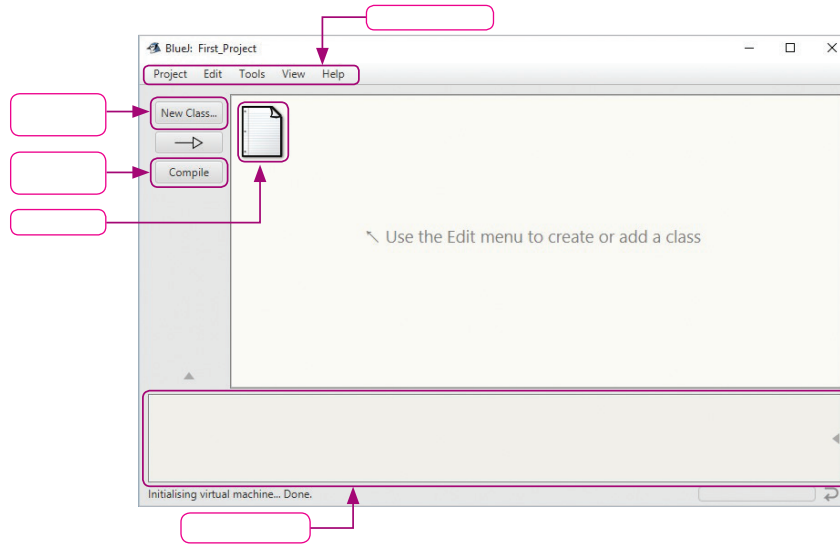 BlueJ: First_Project
Project Edit Tools View Help
New Class...
Compile
Use the Edit menu to create or add a class
Initialising virtual machine... Done.